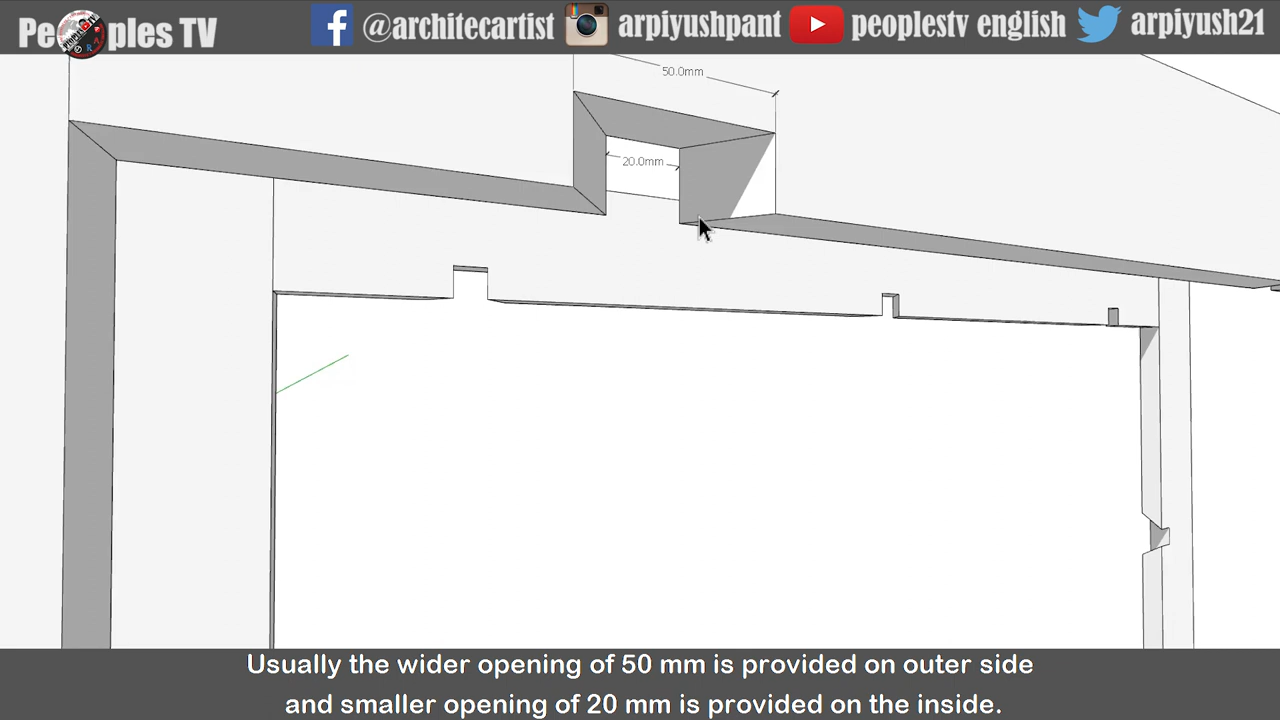 Peoples TV @architecartist arpiyushpant peoplestv english arpiyush21
50.0mm
20.0mm
Usually the wider opening of 50 mm is provided on outer side
and smaller opening of 20 mm is provided on the inside.